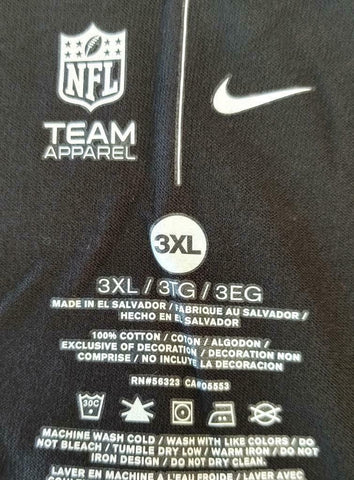 NFL
TEAM
APPAREL
3XL
3XL / 3TG / 3EG
MADE IN EL SALVADOR / FABRIQUE AU SALVADOR /
HECHO EN EL SALVADOR
100% COTTON / COTON / ALGODON /
EXCLUSIVE OF DECORATION / DECORATION NON
COMPRISE / NO INCLUYE LA DECORACION
RN#56323 CA#05553
30C
MACHINE WASH COLD / WASH WITH LIKE COLORS / DO
NOT BLEACH / TUMBLE DRY LOW / WARM IRON / DO NOT
IRON DESIGN / DO NOT DRY CLEAN.
LAVER EN MACHINE A L'EAU FROIDE / LAVER AVEC